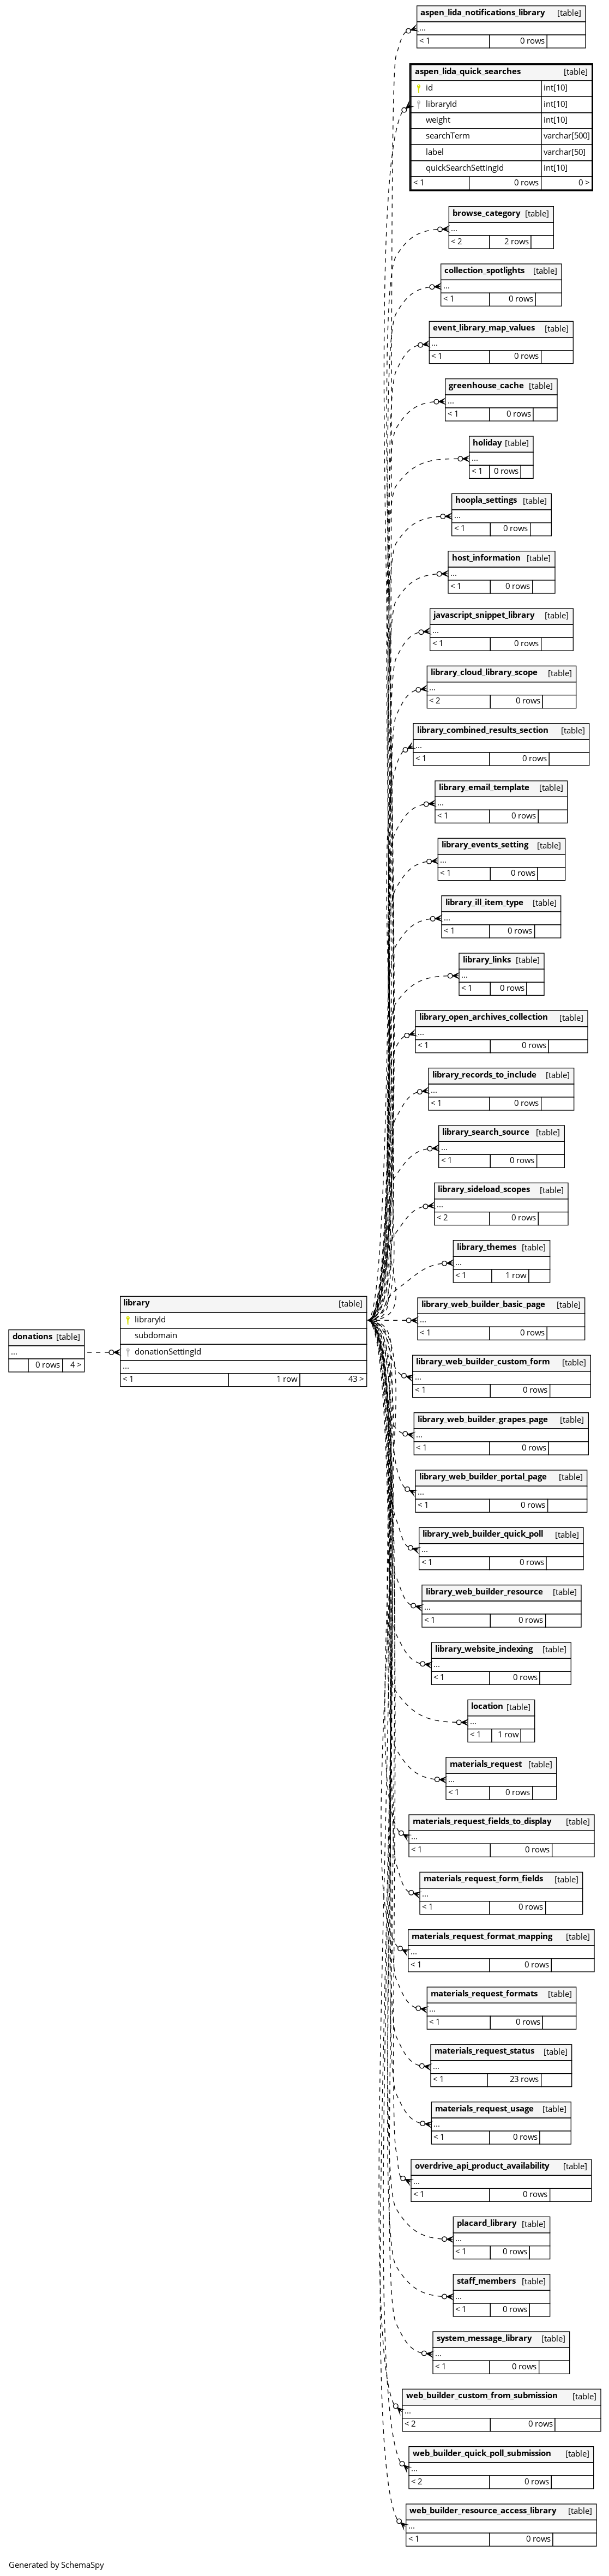 aspen_lida_notifications_library [table]
...
< 1 0 rows
aspen_lida_quick_searches [table]
id int[10]
libraryId int[10]
weight int[10]
searchTerm varchar[500]
label varchar[50]
quickSearchSettingId int[10]
< 1 0 rows 0 >
browse_category [table]
...
< 2 2 rows
collection_spotlights [table]
...
< 1 0 rows
event_library_map_values [table]
...
< 1 0 rows
greenhouse_cache [table]
...
< 1 0 rows
holiday [table]
...
< 1 0 rows
hoopla_settings [table]
...
< 1 0 rows
host_information [table]
...
< 1 0 rows
javascript_snippet_library [table]
...
< 1 0 rows
library_cloud_library_scope [table]
...
< 2 0 rows
library_combined_results_section [table]
...
< 1 0 rows
library_email_template [table]
...
< 1 0 rows
library_events_setting [table]
...
< 1 0 rows
library_ill_item_type [table]
...
< 1 0 rows
library_links [table]
...
< 1 0 rows
library_open_archives_collection [table]
...
< 1 0 rows
library_records_to_include [table]
...
< 1 0 rows
library_search_source [table]
...
< 1 0 rows
library_sideload_scopes [table]
...
< 2 0 rows
library_themes [table]
...
< 1 1 row
library [table]
libraryId
subdomain
donationSettingId
...
< 1 1 row 43 >
donations [table]
...
0 rows 4 >
library_web_builder_basic_page [table]
...
< 1 0 rows
library_web_builder_custom_form [table]
...
< 1 0 rows
library_web_builder_grapes_page [table]
...
< 1 0 rows
library_web_builder_portal_page [table]
...
< 1 0 rows
library_web_builder_quick_poll [table]
...
< 1 0 rows
library_web_builder_resource [table]
...
< 1 0 rows
library_website_indexing [table]
...
< 1 0 rows
location [table]
...
< 1 1 row
materials_request [table]
...
< 1 0 rows
materials_request_fields_to_display [table]
...
< 1 0 rows
materials_request_form_fields [table]
...
< 1 0 rows
materials_request_format_mapping [table]
...
< 1 0 rows
materials_request_formats [table]
...
< 1 0 rows
materials_request_status [table]
...
< 1 23 rows
materials_request_usage [table]
...
< 1 0 rows
overdrive_api_product_availability [table]
...
< 1 0 rows
placard_library [table]
...
< 1 0 rows
staff_members [table]
...
< 1 0 rows
system_message_library [table]
...
< 1 0 rows
web_builder_custom_from_submission [table]
...
< 2 0 rows
web_builder_quick_poll_submission [table]
...
< 2 0 rows
web_builder_resource_access_library [table]
...
< 1 0 rows
Generated by SchemaSpy